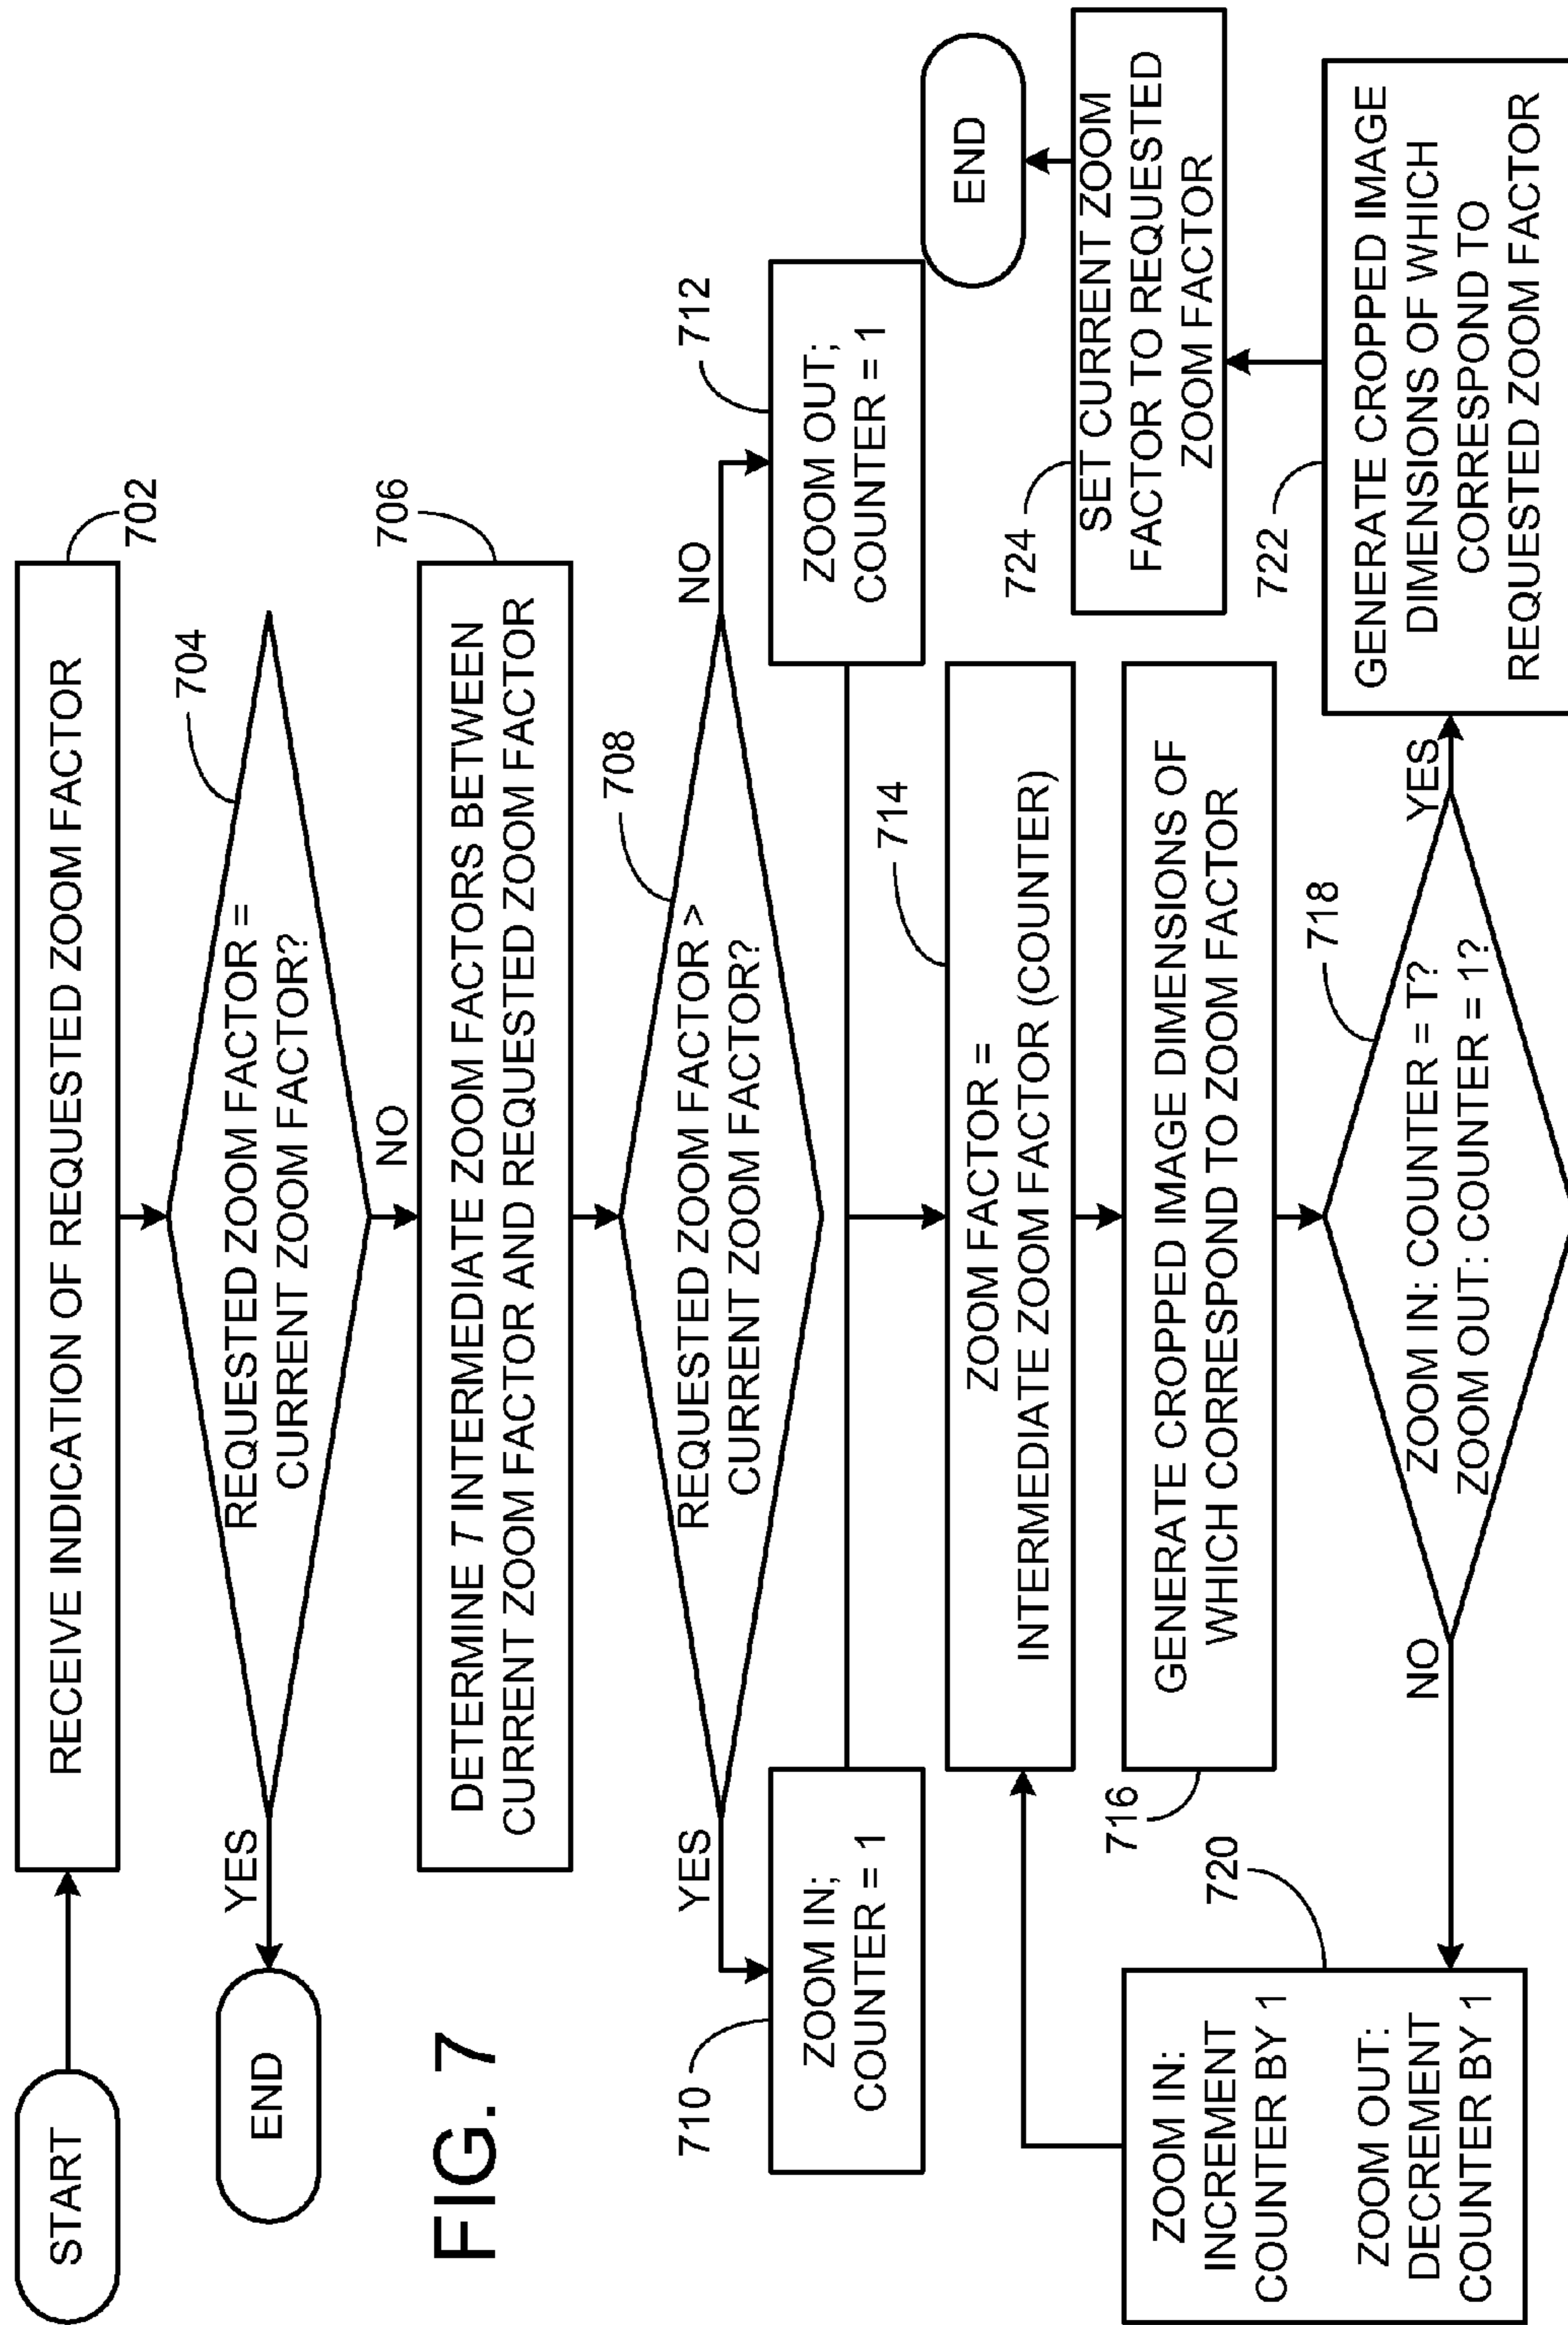 START
RECEIVE INDICATION OF REQUESTED ZOOM FACTOR
702
REQUESTED ZOOM FACTOR =
CURRENT ZOOM FACTOR?
704
YES
END
NO
DETERMINE T INTERMEDIATE ZOOM FACTORS BETWEEN
CURRENT ZOOM FACTOR AND REQUESTED ZOOM FACTOR
706
FIG. 7
REQUESTED ZOOM FACTOR >
CURRENT ZOOM FACTOR?
708
YES
NO
710
ZOOM IN;
COUNTER = 1
ZOOM OUT;
COUNTER = 1
712
ZOOM FACTOR =
INTERMEDIATE ZOOM FACTOR (COUNTER)
714
GENERATE CROPPED IMAGE DIMENSIONS OF
WHICH CORRESPOND TO ZOOM FACTOR
716
ZOOM IN: COUNTER = T?
ZOOM OUT: COUNTER = 1?
718
NO
YES
ZOOM IN:
INCREMENT
COUNTER BY 1
ZOOM OUT:
DECREMENT
COUNTER BY 1
720
GENERATE CROPPED IMAGE
DIMENSIONS OF WHICH
CORRESPOND TO
REQUESTED ZOOM FACTOR
722
SET CURRENT ZOOM
FACTOR TO REQUESTED
ZOOM FACTOR
724
END